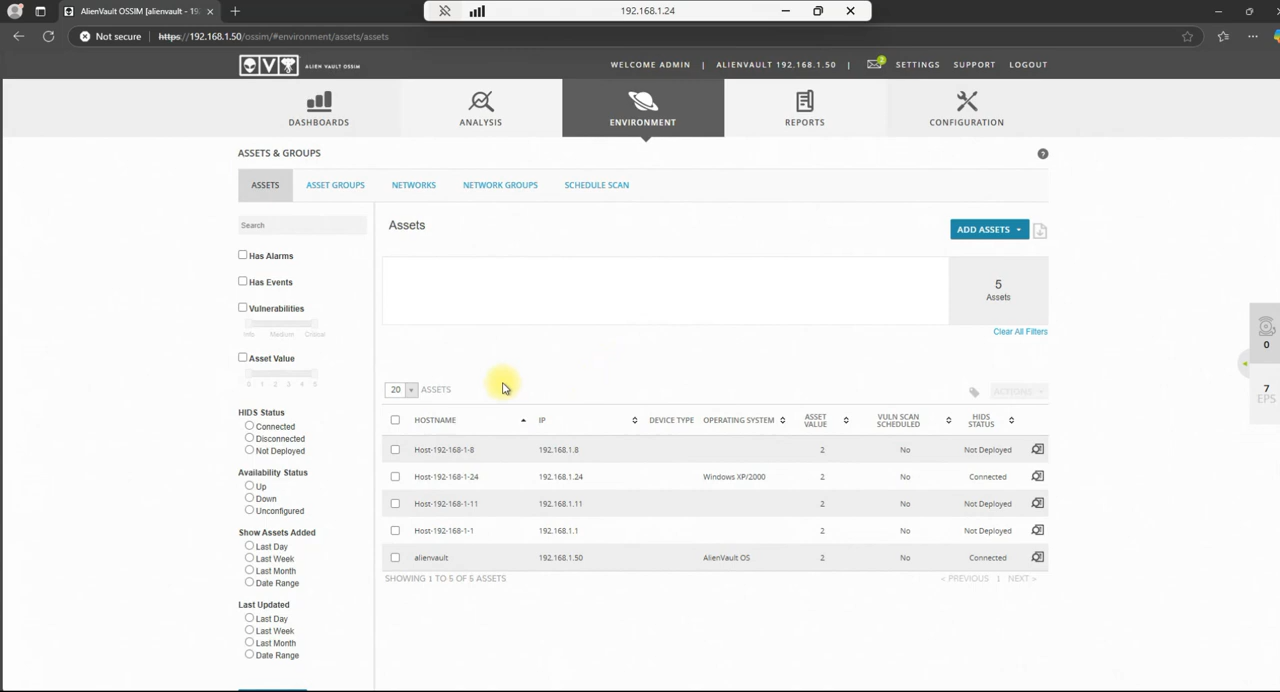 AlienVault OSSIM [alienvault - 19
192.168.1.24
Not secure
https://192.168.1.50/ossim/#environment/assets/assets
ALIEN VAULT OSSIM
WELCOME ADMIN | ALIENVAULT 192.168.1.50 | 2 SETTINGS SUPPORT LOGOUT
DASHBOARDS
ANALYSIS
ENVIRONMENT
REPORTS
CONFIGURATION
ASSETS & GROUPS
ASSETS ASSET GROUPS NETWORKS NETWORK GROUPS SCHEDULE SCAN
Search
Has Alarms
Has Events
Vulnerabilities
Info Medium Critical
Asset Value
0 1 2 3 4 5
HIDS Status
Connected
Disconnected
Not Deployed
Availability Status
Up
Down
Unconfigured
Show Assets Added
Last Day
Last Week
Last Month
Date Range
Last Updated
Last Day
Last Week
Last Month
Date Range
Assets
ADD ASSETS
5
Assets
Clear All Filters
20 ASSETS
ACTIONS
HOSTNAME IP DEVICE TYPE OPERATING SYSTEM ASSET VALUE VULN SCAN SCHEDULED HIDS STATUS
Host-192-168-1-8 192.168.1.8 2 No Not Deployed
Host-192-168-1-24 192.168.1.24 Windows XP/2000 2 No Connected
Host-192-168-1-11 192.168.1.11 2 No Not Deployed
Host-192-168-1-1 192.168.1.1 2 No Not Deployed
alienvault 192.168.1.50 AlienVault OS 2 No Connected
SHOWING 1 TO 5 OF 5 ASSETS
< PREVIOUS 1 NEXT >
0
7
EPS